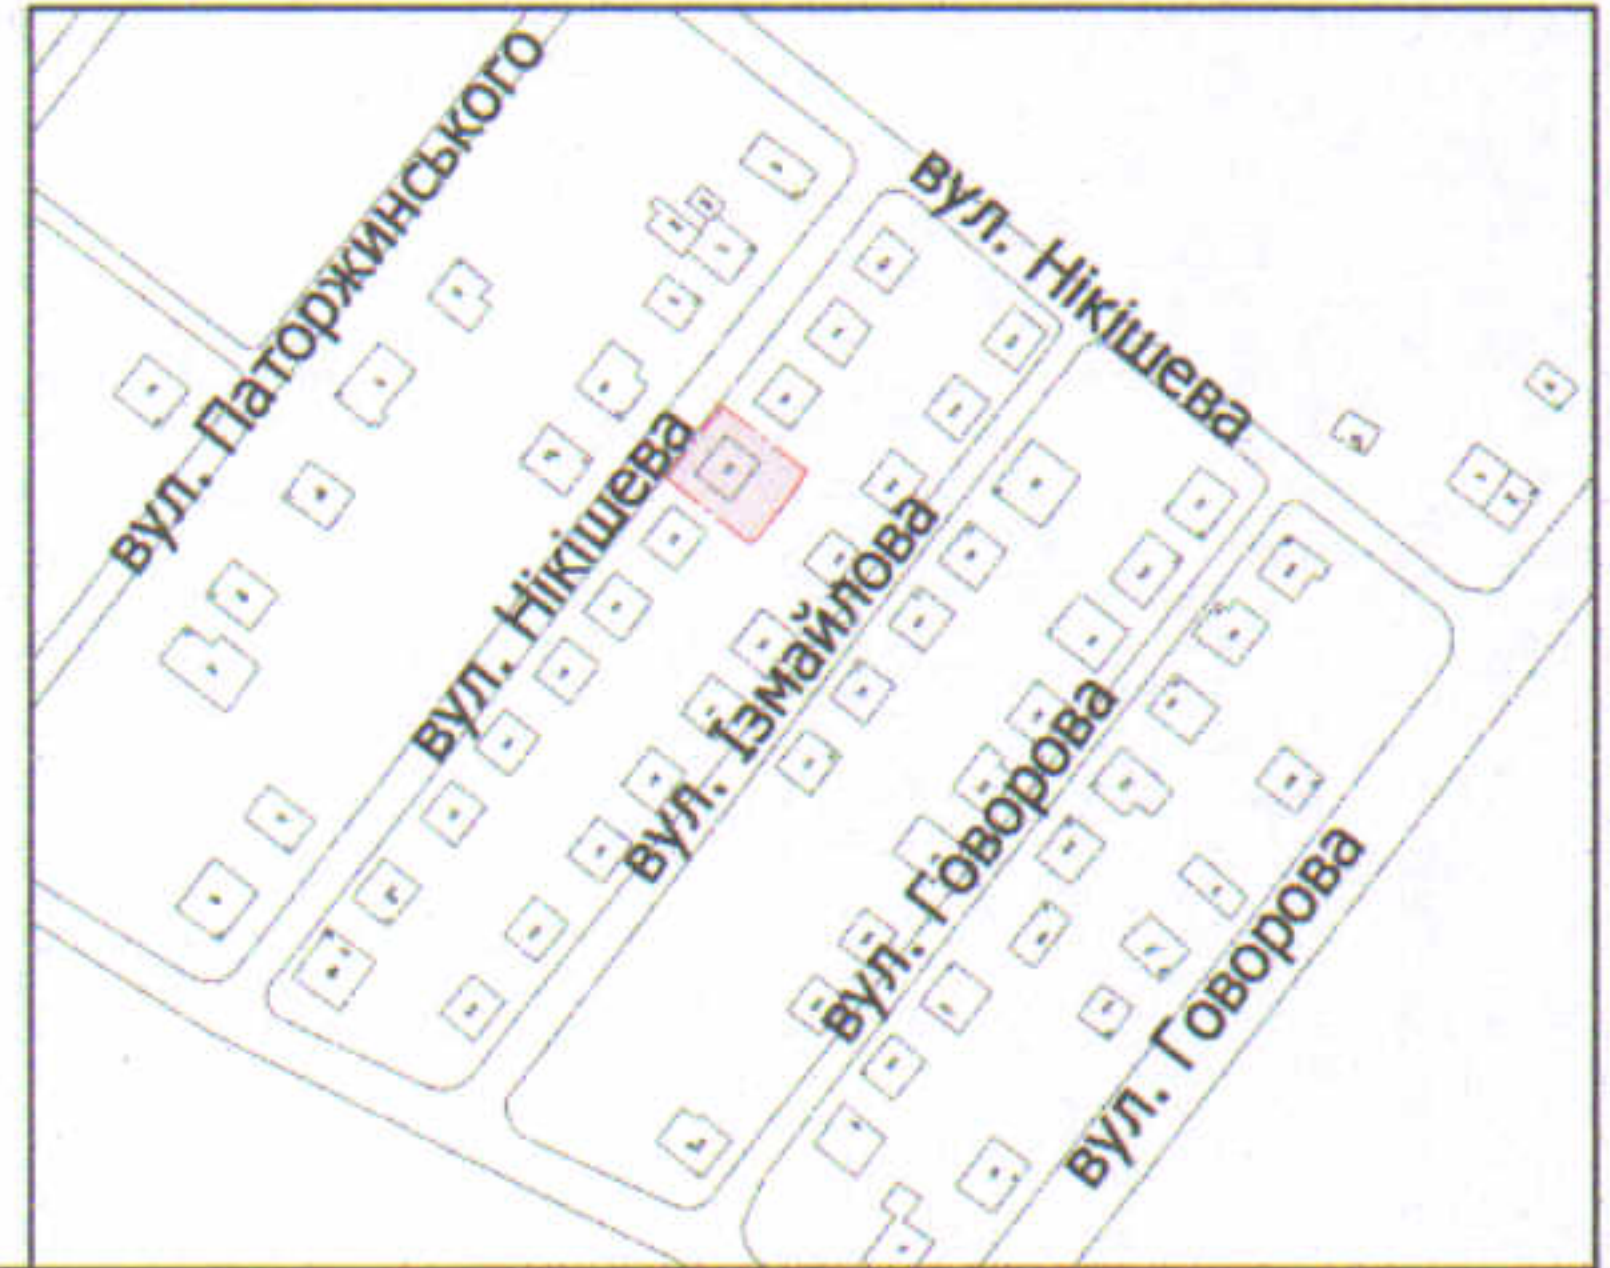 вул. Паторжинського
вул. Нікішева
вул. Нікішева
вул. Ізмайлова
вул. Говорова
вул. Говорова